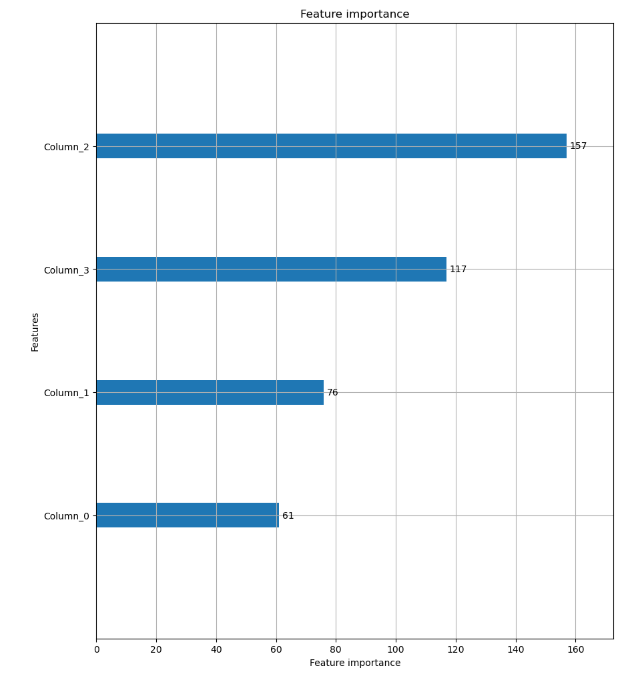 Feature importance
Column_2
157
Column_3
117
Features
Column_1
76
Column_0
61
0 20 40 60 80 100 120 140 160
Feature importance